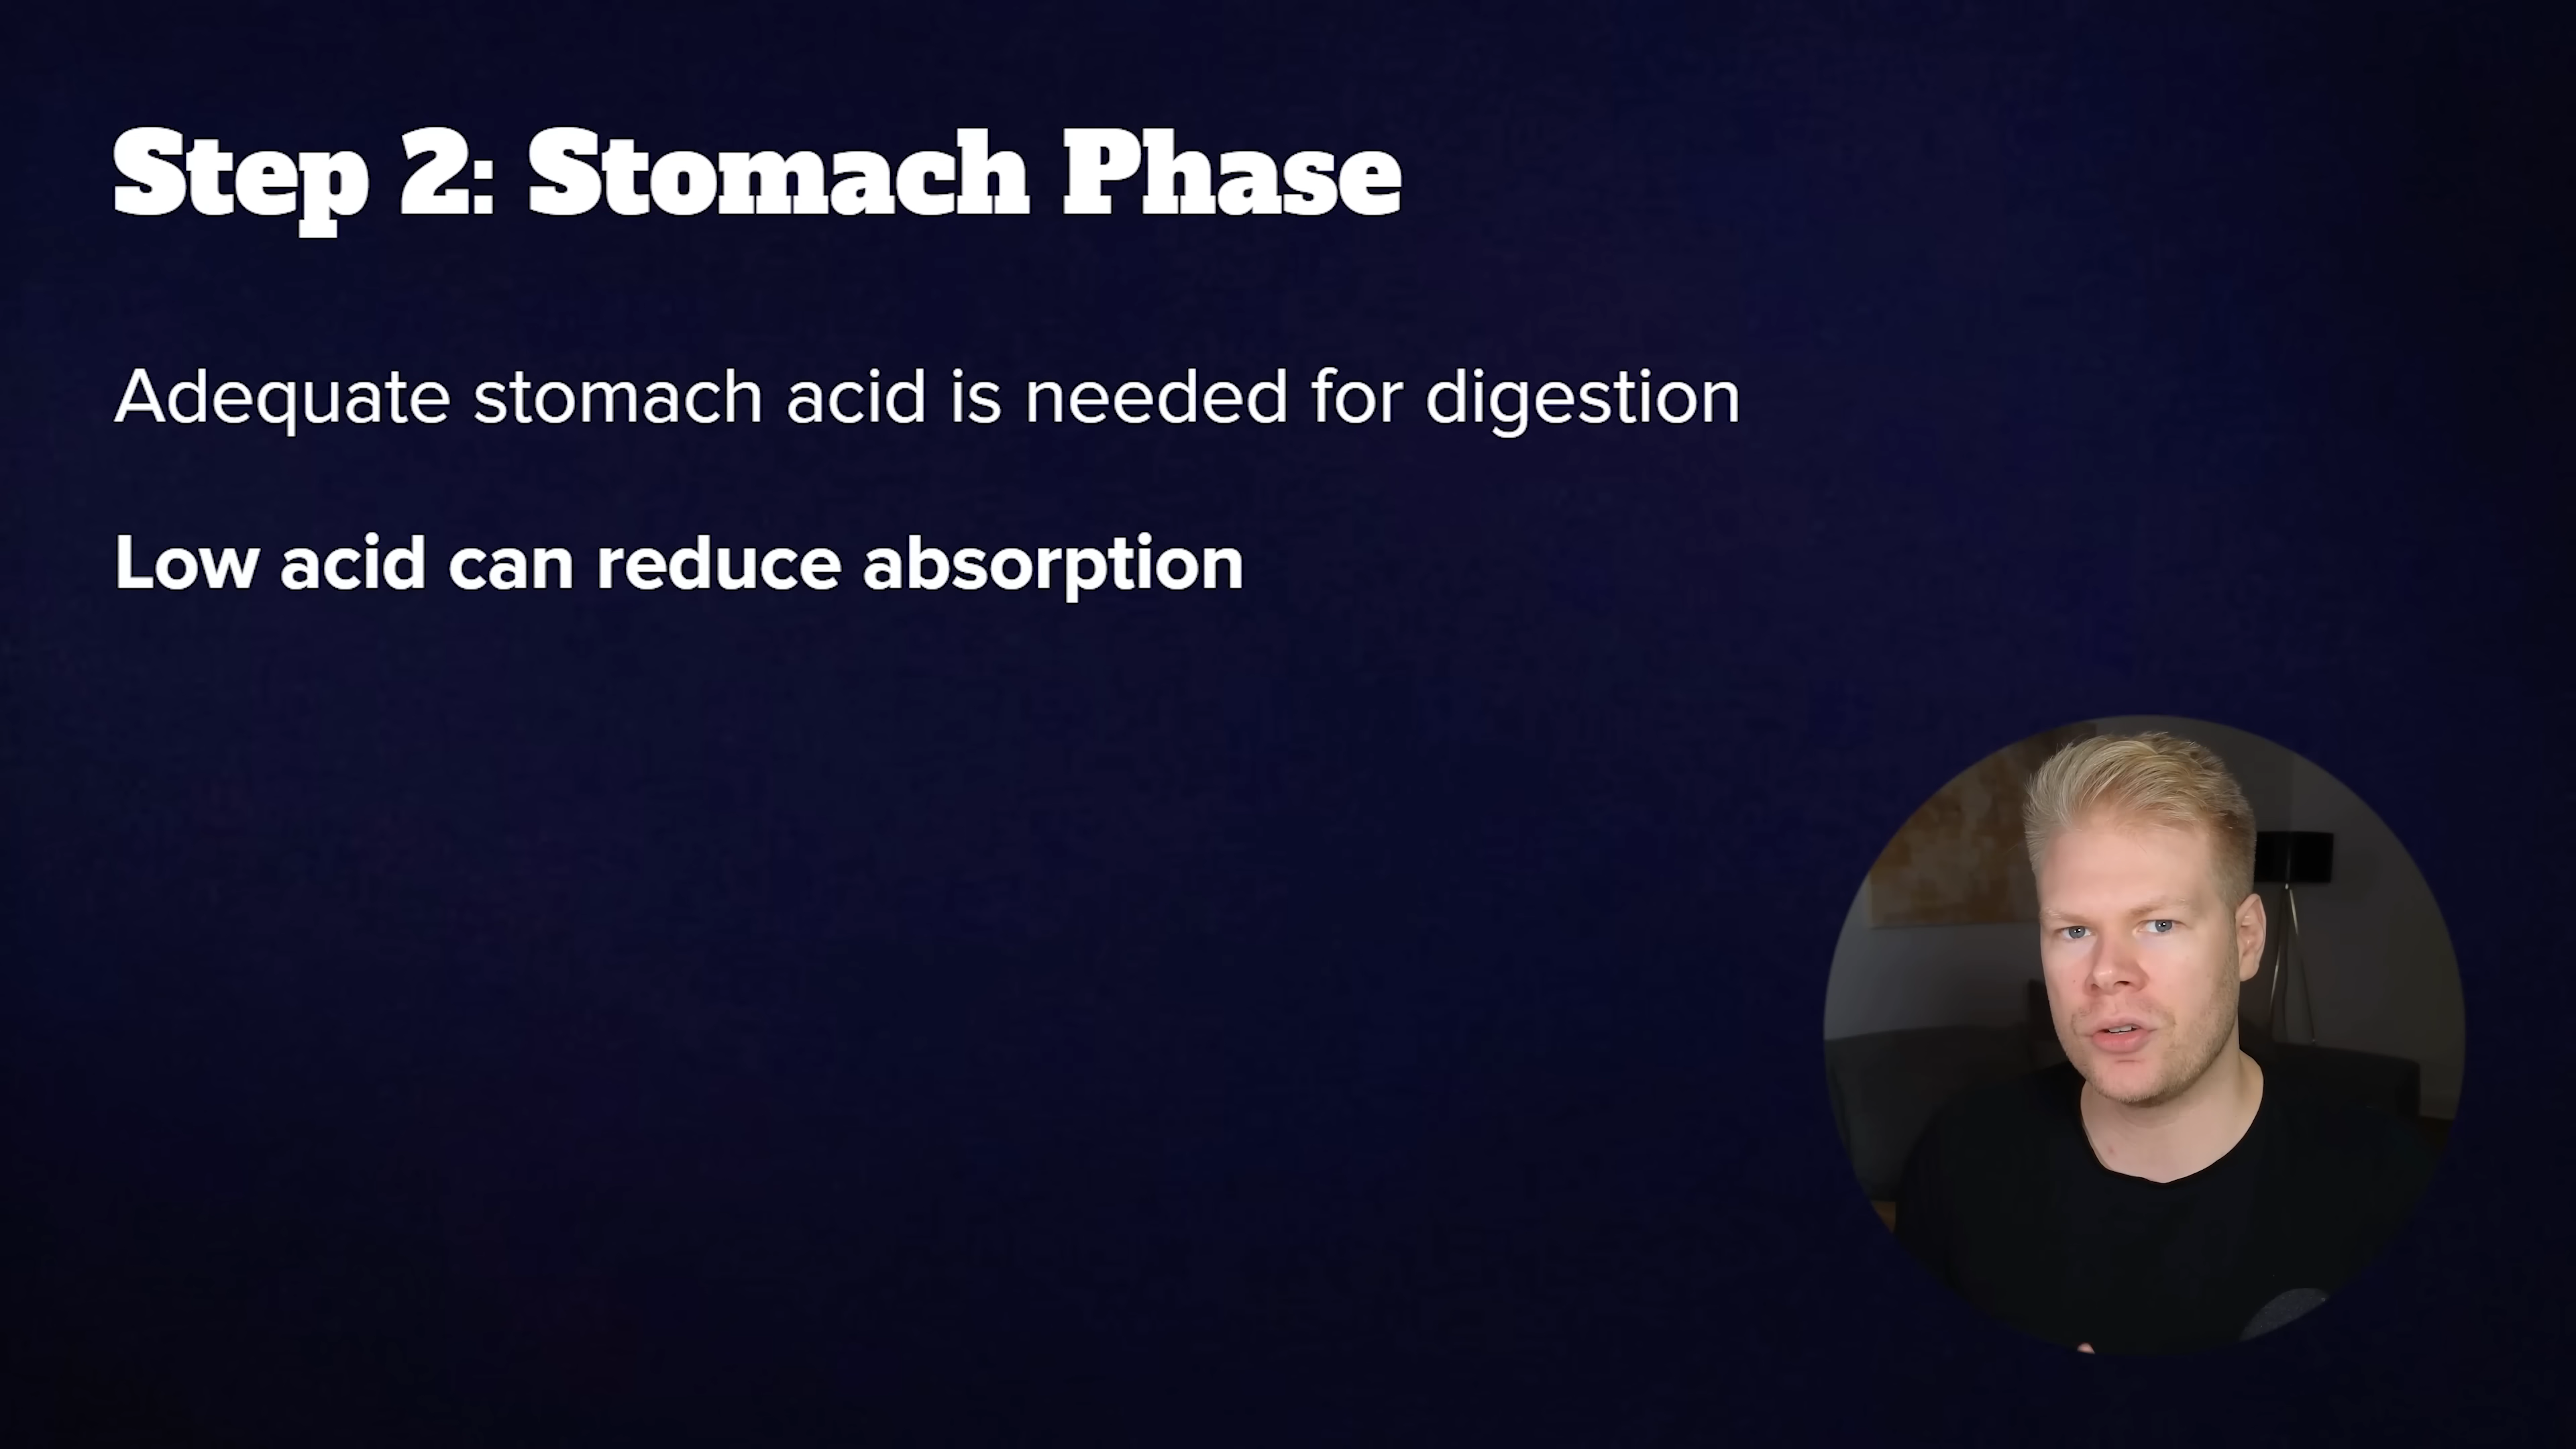 Step 2: Stomach Phase
Adequate stomach acid is needed for digestion
Low acid can reduce absorption